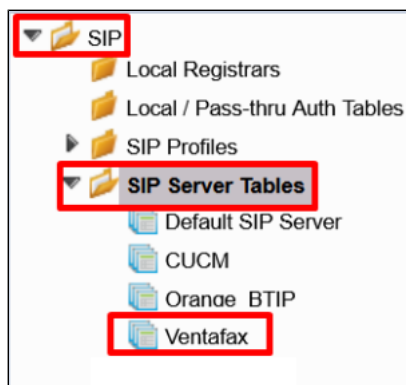 SIP
Local Registrars
Local / Pass-thru Auth Tables
SIP Profiles
SIP Server Tables
Default SIP Server
CUCM
Orange_BTIP
Ventafax